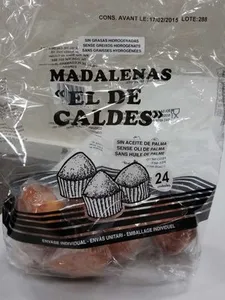 CONS. AVANT LE: 17/02/2015 LOTE: 288
SIN GRASAS HIDROGENADAS
SENSE GREIXOS HIDROGENATS
SANS GRAISSES HYDROGÉNÉES
MADALENAS
"EL DE
CALDES"
SIN ACEITE DE PALMA
SENSE OLI DE PALMA
SANS HUILE DE PALME
24
ENVASE INDIVIDUAL - ENVAS UNITARI - EMBALLAGE INDIVIDUEL